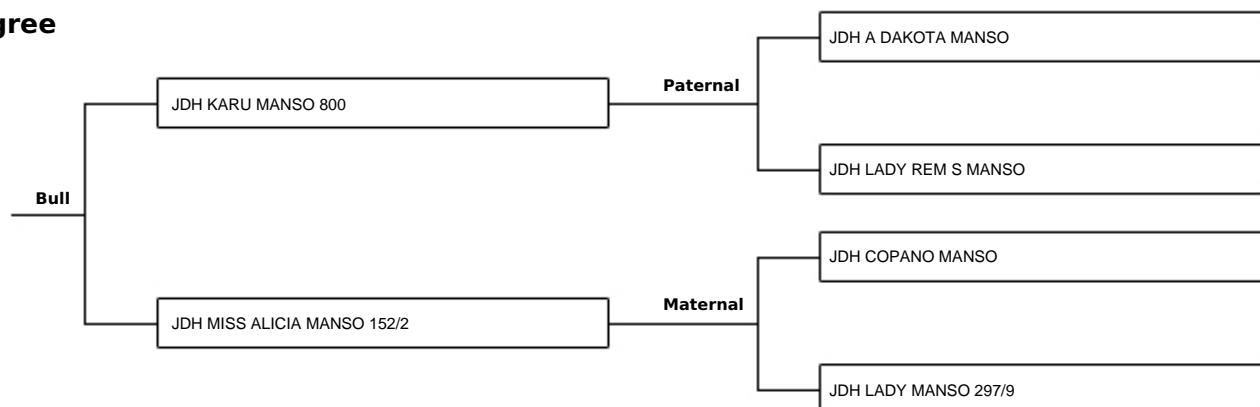 gree
JDH A DAKOTA MANSO
Paternal
JDH KARU MANSO 800
JDH LADY REM S MANSO
Bull
JDH COPANO MANSO
Maternal
JDH MISS ALICIA MANSO 152/2
JDH LADY MANSO 297/9